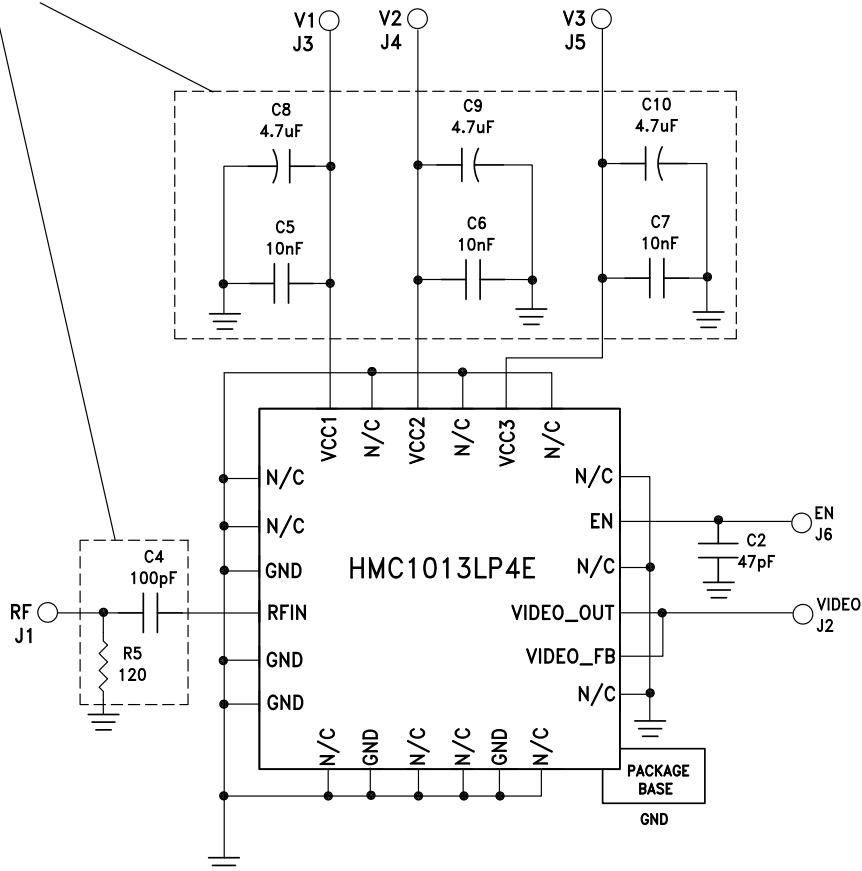 V1
J3
V2
J4
V3
J5
C8
4.7uF
C9
4.7uF
C10
4.7uF
C5
10nF
C6
10nF
C7
10nF
VCC1
N/C
VCC2
N/C
VCC3
N/C
N/C
N/C
GND
RFIN
GND
GND
HMC1013LP4E
N/C
EN
N/C
VIDEO_OUT
VIDEO_FB
N/C
EN
J6
C2
47pF
VIDEO
J2
RF
J1
C4
100pF
R5
120
N/C
GND
N/C
N/C
GND
N/C
PACKAGE
BASE
GND